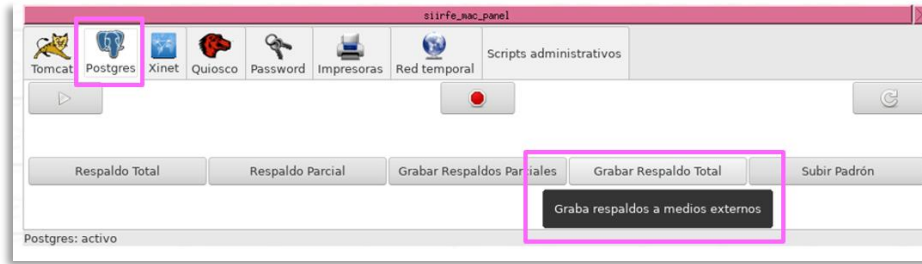 siirfe_mac_panel
Tomcat Postgres Xinet Quiosco Password Impresoras Red temporal Scripts administrativos
Respaldo Total Respaldo Parcial Grabar Respaldos Parciales Grabar Respaldo Total Subir Padrón
Graba respaldos a medios externos
Postgres: activo